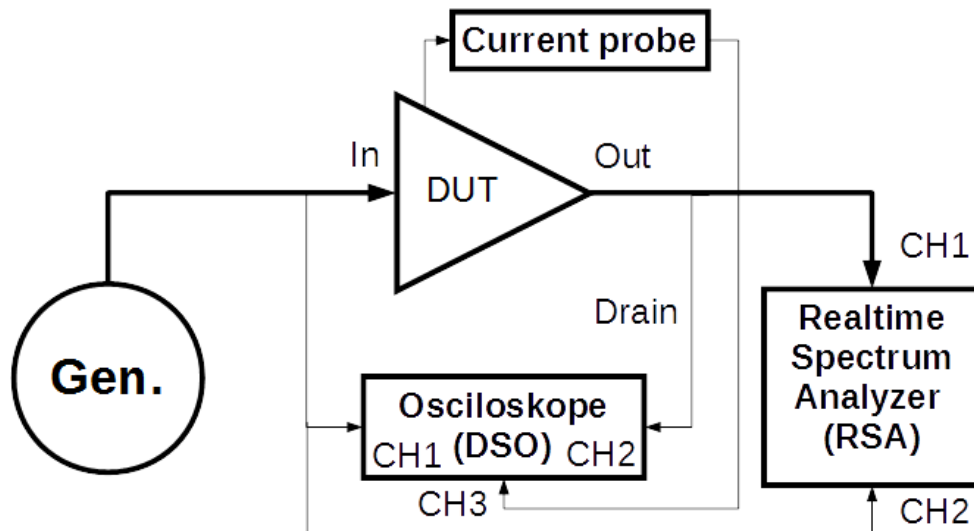 Current probe
In
Out
DUT
CH1
Drain
Gen.
Realtime
Spectrum
Analyzer
(RSA)
Osciloskope
(DSO)
CH1
CH2
CH3
CH2